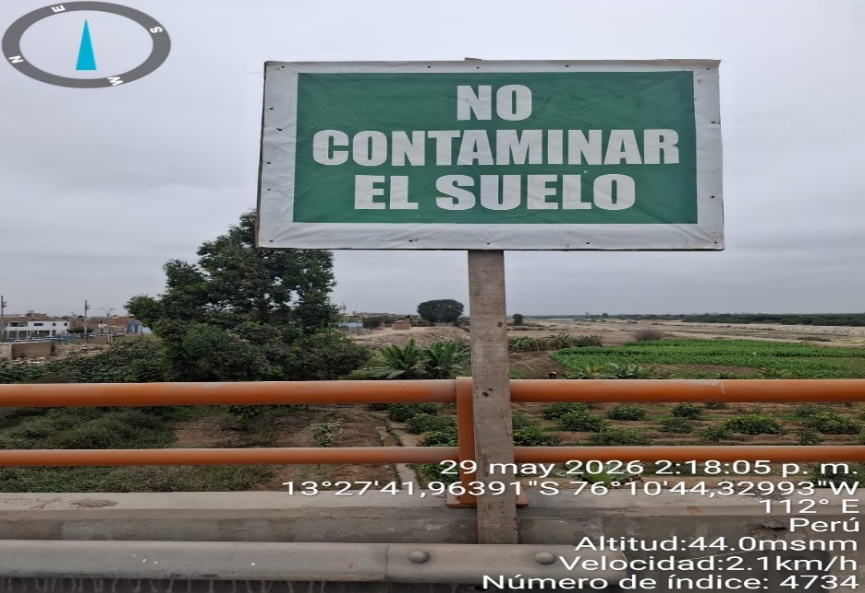 NO
CONTAMINAR
EL SUELO
29 may 2026 2:18:05 p. m.
13°27'41,96391"S 76°10'44,32993"W
112° E
Perú
Altitud:44.0msnm
Velocidad:2.1km/h
Número de índice: 4734
N
E
S
W